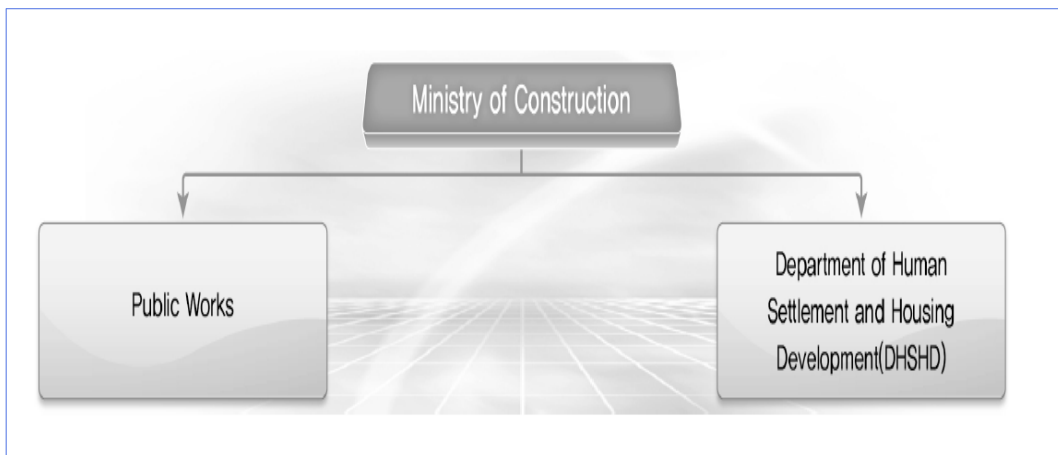 Ministry of Construction
Public Works
Department of Human
Settlement and Housing
Development(DHSHD)